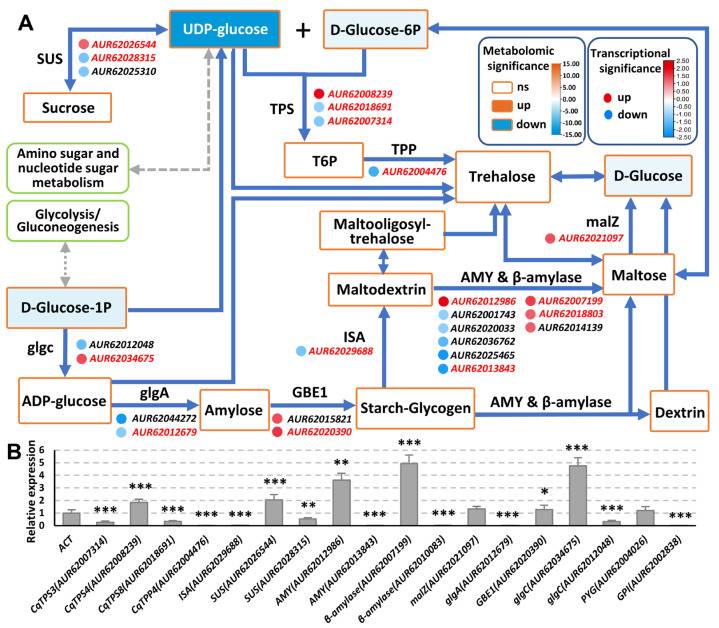 A
SUS
AUR62026544
AUR62028315
AUR62025310
UDP-glucose
+
D-Glucose-6P
Sucrose
TPS
AUR62008239
AUR62018691
AUR62007314
Metabolomic
significance
ns
up
down
15.00
10.00
5.00
0.00
-5.00
-10.00
-15.00
Transcriptional
significance
up
down
2.50
2.00
1.50
1.00
0.50
0.00
-0.50
-1.00
-1.50
-2.00
-2.50
Amino sugar and
nucleotide sugar
metabolism
T6P
TPP
AUR62004476
Trehalose
D-Glucose
Glycolysis/
Gluconeogenesis
Maltooligosyl-
trehalose
malZ
AUR62021097
D-Glucose-1P
Maltodextrin
AMY & β-amylase
Maltose
AUR62012986
AUR62001743
AUR62020033
AUR62036762
AUR62025465
AUR62013843
AUR62007199
AUR62018803
AUR62014139
glgc
AUR62012048
AUR62034675
ISA
AUR62029688
ADP-glucose
glgA
AUR62044272
AUR62012679
Amylose
GBE1
AUR62015821
AUR62020390
Starch-Glycogen
AMY & β-amylase
Dextrin
B
Relative expression
6
5
4
3
2
1
0
***
***
***
***
***
***
**
**
***
***
***
***
*
***
***
***
ACT
CqTPS3(AUR62007314)
CqTPS4(AUR62008239)
CqTPS8(AUR62018691)
CqTPP4(AUR62004476)
ISA(AUR62029688)
SUS(AUR62026544)
SUS(AUR62028315)
AMY(AUR62012986)
AMY(AUR62013843)
β-amylase(AUR62007199)
β-amylase(AUR62010083)
malZ(AUR62021097)
glgA(AUR62012679)
GBE1(AUR62020390)
glgC(AUR62034675)
glgC(AUR62012048)
PYG(AUR62004026)
GPI(AUR62002838)